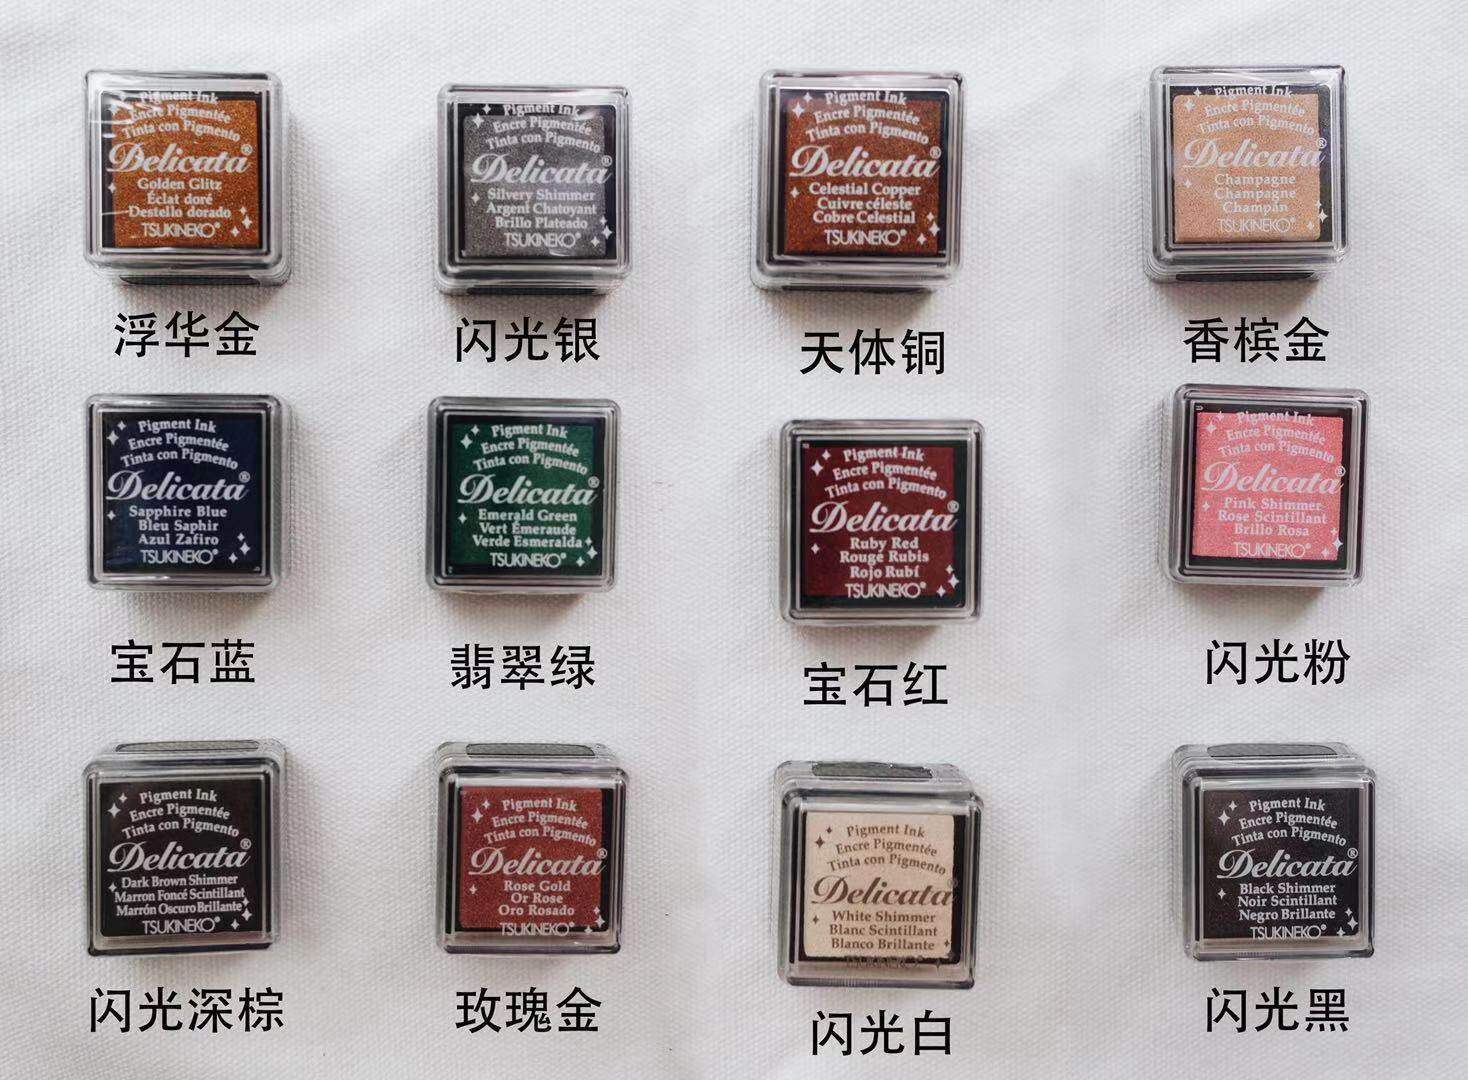 Pigment Ink
Encre Pigmentée
Tinta con Pigmento
Delicata®
Golden Glitz
Éclat doré
Destello dorado
TSUKINEKO®
浮华金
Pigment Ink
Encre Pigmentée
Tinta con Pigmento
Delicata®
Silvery Shimmer
Argent Chatoyant
Brillo Plateado
TSUKINEKO®
闪光银
Pigment Ink
Encre Pigmentée
Tinta con Pigmento
Delicata®
Celestial Copper
Cuivre céleste
Cobre Celestial
TSUKINEKO®
天体铜
Pigment Ink
Encre Pigmentée
Tinta con Pigmento
Delicata®
Champagne
Champagne
Champán
TSUKINEKO®
香槟金
Pigment Ink
Encre Pigmentée
Tinta con Pigmento
Delicata®
Sapphire Blue
Bleu Saphir
Azul Zafiro
TSUKINEKO®
宝石蓝
Pigment Ink
Encre Pigmentée
Tinta con Pigmento
Delicata®
Emerald Green
Vert Émeraude
Verde Esmeralda
TSUKINEKO®
翡翠绿
Pigment Ink
Encre Pigmentée
Tinta con Pigmento
Delicata®
Ruby Red
Rouge Rubis
Rojo Rubí
TSUKINEKO®
宝石红
Pigment Ink
Encre Pigmentée
Tinta con Pigmento
Delicata®
Pink Shimmer
Rose Scintillant
Brillo Rosa
TSUKINEKO®
闪光粉
Pigment Ink
Encre Pigmentée
Tinta con Pigmento
Delicata®
Dark Brown Shimmer
Marron Foncé Scintillant
Marrón Oscuro Brillante
TSUKINEKO®
闪光深棕
Pigment Ink
Encre Pigmentée
Tinta con Pigmento
Delicata®
Rose Gold
Or Rose
Oro Rosado
TSUKINEKO®
玫瑰金
Pigment Ink
Encre Pigmentée
Tinta con Pigmento
Delicata®
White Shimmer
Blanc Scintillant
Blanco Brillante
TSUKINEKO®
闪光白
Pigment Ink
Encre Pigmentée
Tinta con Pigmento
Delicata®
Black Shimmer
Noir Scintillant
Negro Brillante
TSUKINEKO®
闪光黑